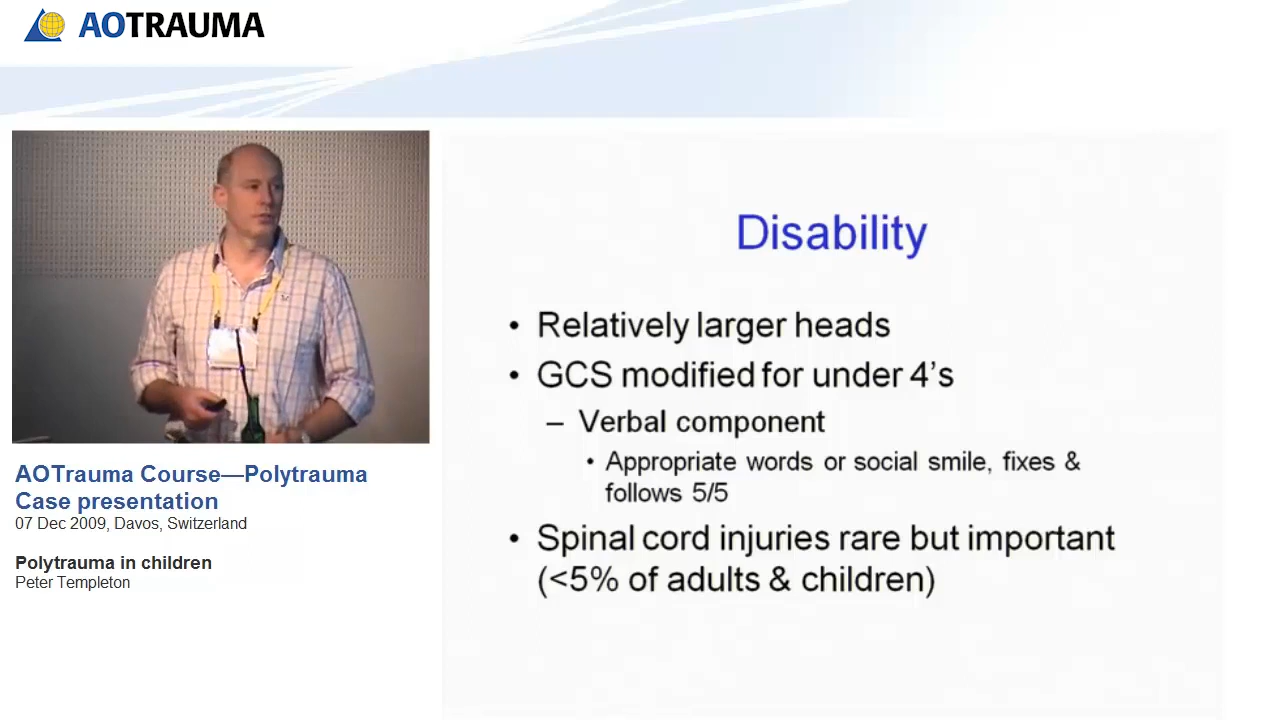 AOTRAUMA
AOTrauma Course—Polytrauma
Case presentation
07 Dec 2009, Davos, Switzerland
Polytrauma in children
Peter Templeton
Disability
• Relatively larger heads
• GCS modified for under 4's
– Verbal component
• Appropriate words or social smile, fixes &
follows 5/5
• Spinal cord injuries rare but important
(<5% of adults & children)